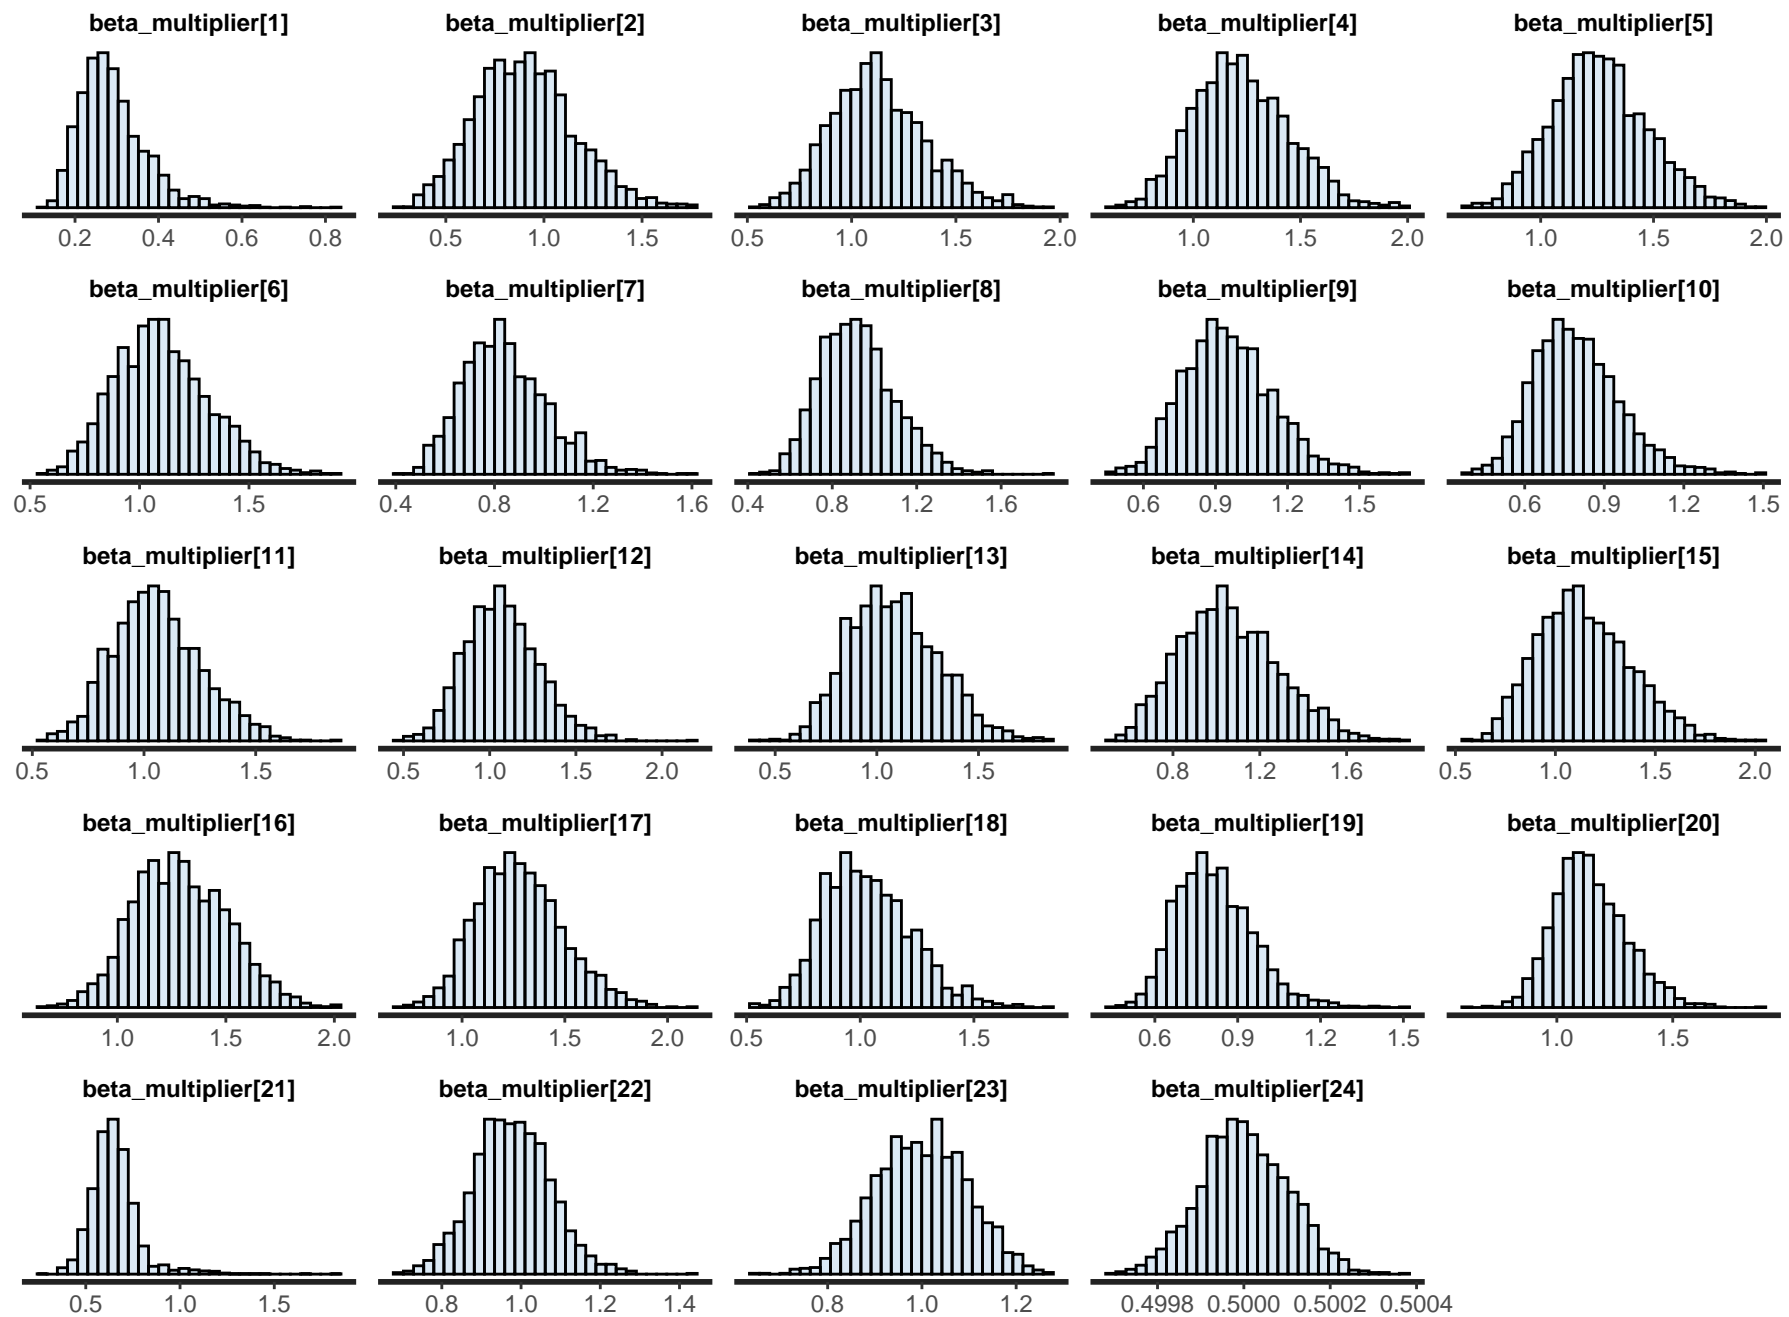 beta_multiplier[1] beta_multiplier[2] beta_multiplier[3] beta_multiplier[4] beta_multiplier[5]
0.2 0.4 0.6 0.8 0.5 1.0 1.5 0.5 1.0 1.5 2.0 1.0 1.5 2.0 1.0 1.5 2.0
beta_multiplier[6] beta_multiplier[7] beta_multiplier[8] beta_multiplier[9] beta_multiplier[10]
0.5 1.0 1.5 0.4 0.8 1.2 1.6 0.4 0.8 1.2 1.6 0.6 0.9 1.2 1.5 0.6 0.9 1.2 1.5
beta_multiplier[11] beta_multiplier[12] beta_multiplier[13] beta_multiplier[14] beta_multiplier[15]
0.5 1.0 1.5 0.5 1.0 1.5 2.0 0.5 1.0 1.5 0.8 1.2 1.6 0.5 1.0 1.5 2.0
beta_multiplier[16] beta_multiplier[17] beta_multiplier[18] beta_multiplier[19] beta_multiplier[20]
1.0 1.5 2.0 1.0 1.5 2.0 0.5 1.0 1.5 0.6 0.9 1.2 1.5 1.0 1.5
beta_multiplier[21] beta_multiplier[22] beta_multiplier[23] beta_multiplier[24]
0.5 1.0 1.5 0.8 1.0 1.2 1.4 0.8 1.0 1.2 0.4998 0.5000 0.5002 0.5004